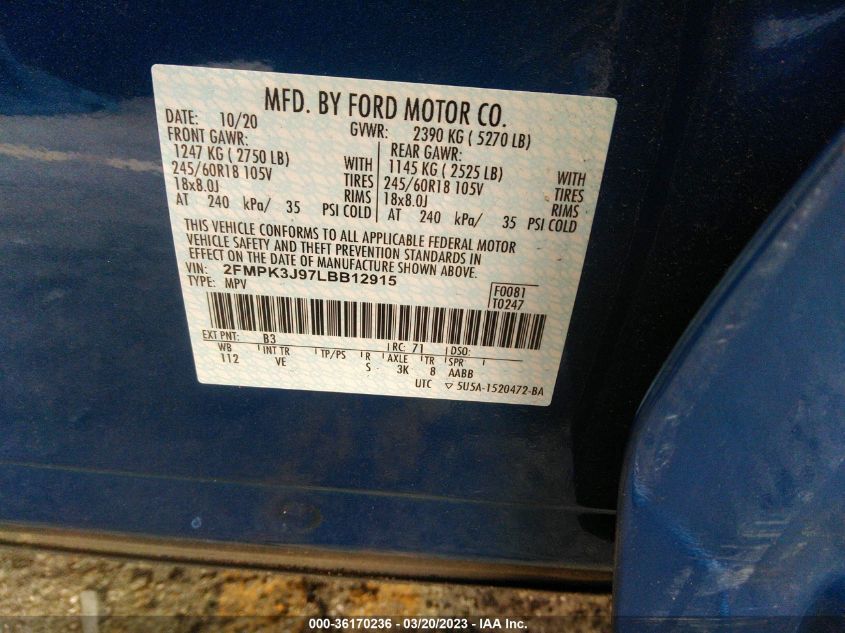 MFD. BY FORD MOTOR CO.
DATE: 10/20 GVWR: 2390 KG ( 5270 LB)
FRONT GAWR: REAR GAWR:
1247 KG ( 2750 LB) WITH 1145 KG ( 2525 LB) WITH
245/60R18 105V TIRES 245/60R18 105V TIRES
18x8.0J RIMS 18x8.0J RIMS
AT 240 kPa/ 35 PSI COLD AT 240 kPa/ 35 PSI COLD
THIS VEHICLE CONFORMS TO ALL APPLICABLE FEDERAL MOTOR
VEHICLE SAFETY AND THEFT PREVENTION STANDARDS IN
EFFECT ON THE DATE OF MANUFACTURE SHOWN ABOVE.
VIN: 2FMPK3J97LBB12915
TYPE: MPV
F0081
T0247
EXT PNT: B3 RC: 71 DSO:
WB INT TR TP/PS R AXLE TR SPR
112 VE S 3K 8 AABB
UTC ▽ 5U5A-1520472-BA
000-36170236 - 03/20/2023 - IAA Inc.